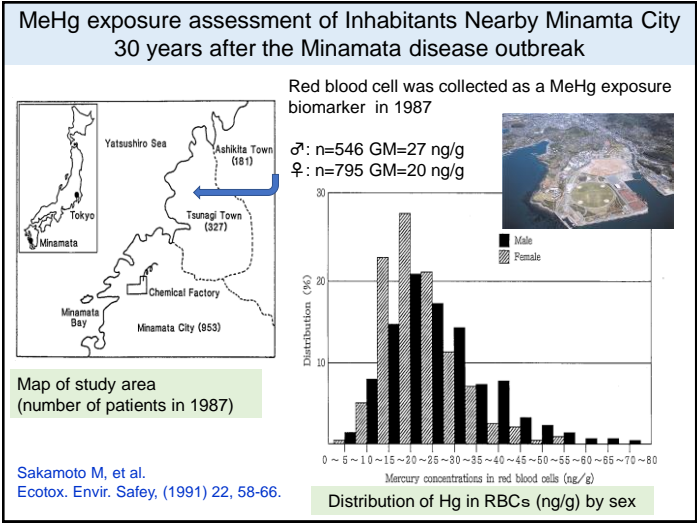 MeHg exposure assessment of Inhabitants Nearby Minamta City
30 years after the Minamata disease outbreak
Red blood cell was collected as a MeHg exposure
biomarker in 1987
♂: n=546 GM=27 ng/g
♀: n=795 GM=20 ng/g
Yatsushiro Sea
Ashikita Town
(181)
Tokyo
Minamata
Tsunagi Town
(327)
Chemical Factory
Minamata
Bay
Minamata City (953)
Map of study area
(number of patients in 1987)
Sakamoto M, et al.
Ecotox. Envir. Safey, (1991) 22, 58-66.
30
20
10
Distribution (%)
Male
Female
0 ~ 5 ~ 10 ~ 15 ~ 20 ~ 25 ~ 30 ~ 35 ~ 40 ~ 45 ~ 50 ~ 55 ~ 60 ~ 65 ~ 70 ~ 80
Mercury concentrations in red blood cells (ng/g)
Distribution of Hg in RBCs (ng/g) by sex